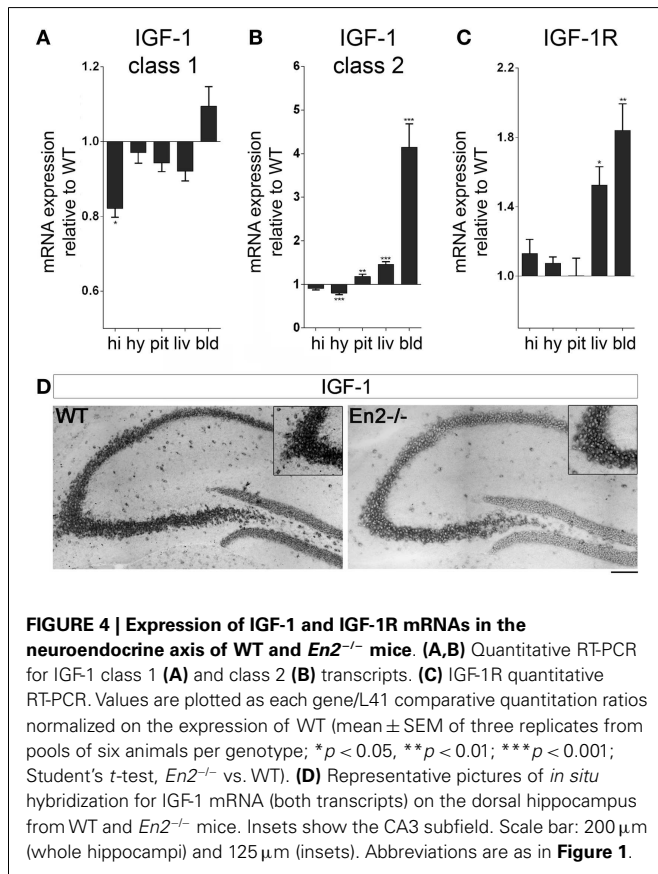 A IGF-1 class 1
mRNA expression relative to WT
1.2
1.0
0.8
0.6
*
hi hy pit liv bld
B IGF-1 class 2
mRNA expression relative to WT
6
5
4
3
2
1
0
*** ** *** ***
hi hy pit liv bld
C IGF-1R
mRNA expression relative to WT
2.2
1.8
1.4
1.0
* **
hi hy pit liv bld
D IGF-1
WT En2-/-
FIGURE 4 | Expression of IGF-1 and IGF-1R mRNAs in the
neuroendocrine axis of WT and En2−/− mice. (A,B) Quantitative RT-PCR
for IGF-1 class 1 (A) and class 2 (B) transcripts. (C) IGF-1R quantitative
RT-PCR. Values are plotted as each gene/L41 comparative quantitation ratios
normalized on the expression of WT (mean ± SEM of three replicates from
pools of six animals per genotype; *p < 0.05, **p < 0.01; ***p < 0.001;
Student's t-test, En2−/− vs. WT). (D) Representative pictures of in situ
hybridization for IGF-1 mRNA (both transcripts) on the dorsal hippocampus
from WT and En2−/− mice. Insets show the CA3 subfield. Scale bar: 200 μm
(whole hippocampi) and 125 μm (insets). Abbreviations are as in Figure 1.